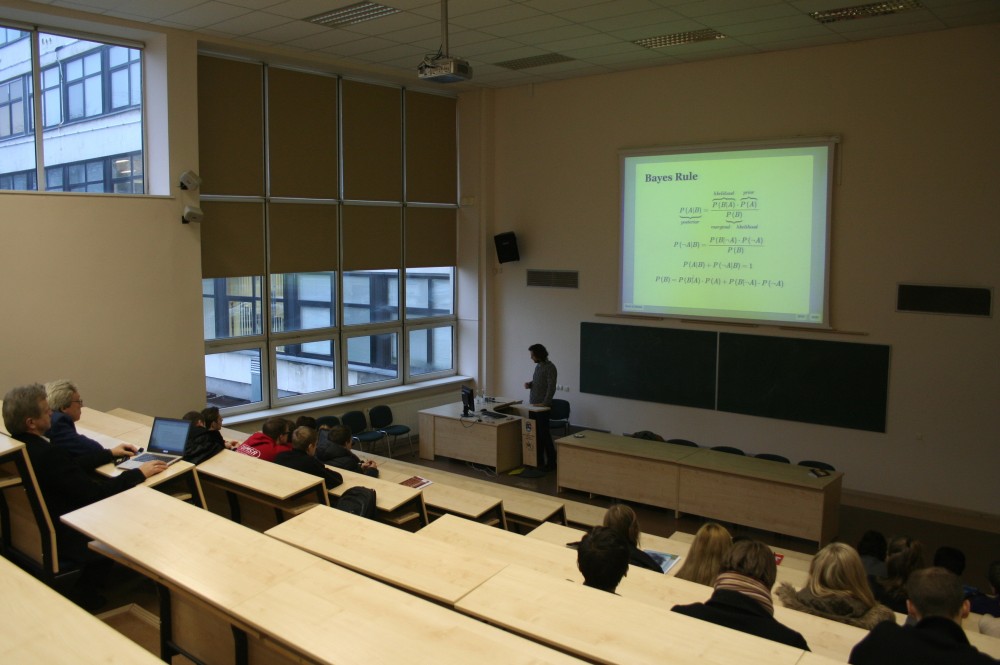 Bayes Rule
likelihood prior
P(A|B) = P(B|A) · P(A) / P(B)
posterior
marginal likelihood
P(¬A|B) = P(B|¬A) · P(¬A) / P(B)
P(A|B) + P(¬A|B) = 1
P(B) = P(B|A) · P(A) + P(B|¬A) · P(¬A)